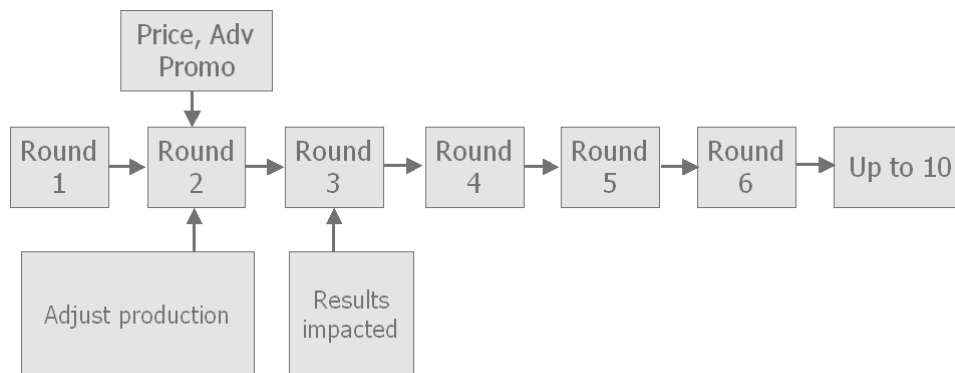 Price, Adv
Promo
Round
1
Round
2
Round
3
Round
4
Round
5
Round
6
Up to 10
Adjust production
Results
impacted